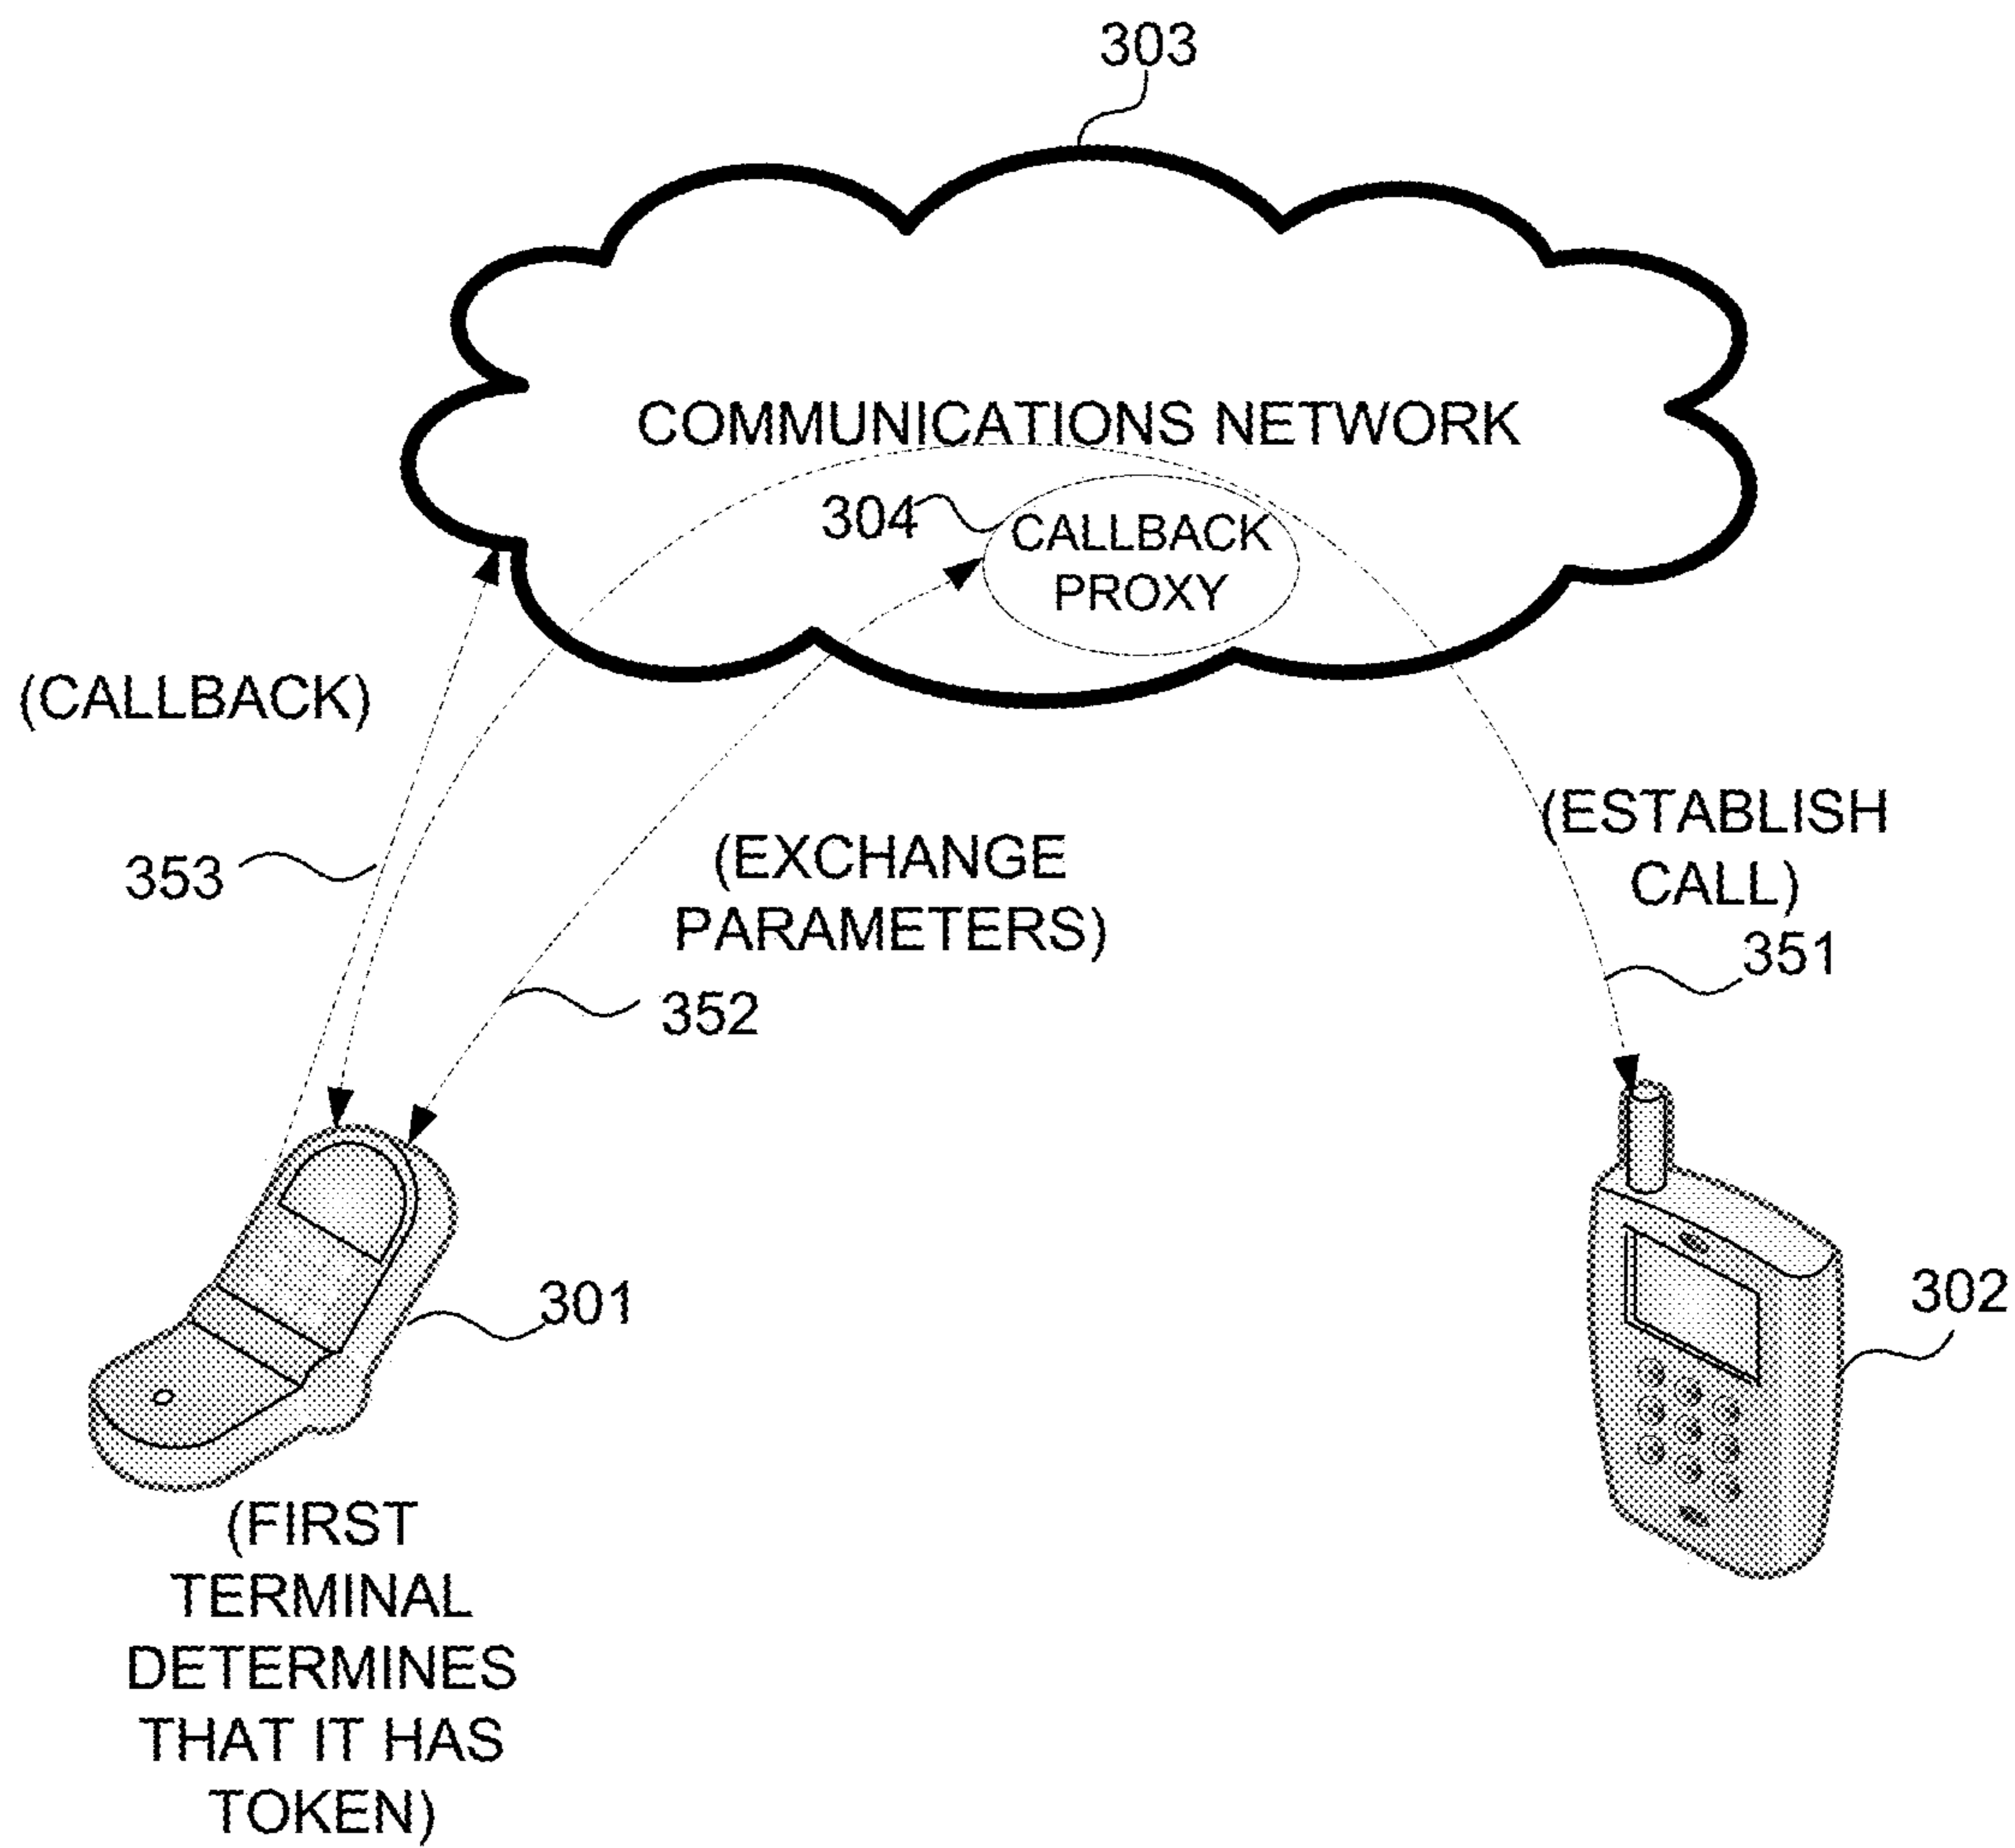 303
COMMUNICATIONS NETWORK
304
CALLBACK
PROXY
(CALLBACK)
(ESTABLISH
CALL)
351
353
(EXCHANGE
PARAMETERS)
352
301
302
(FIRST
TERMINAL
DETERMINES
THAT IT HAS
TOKEN)